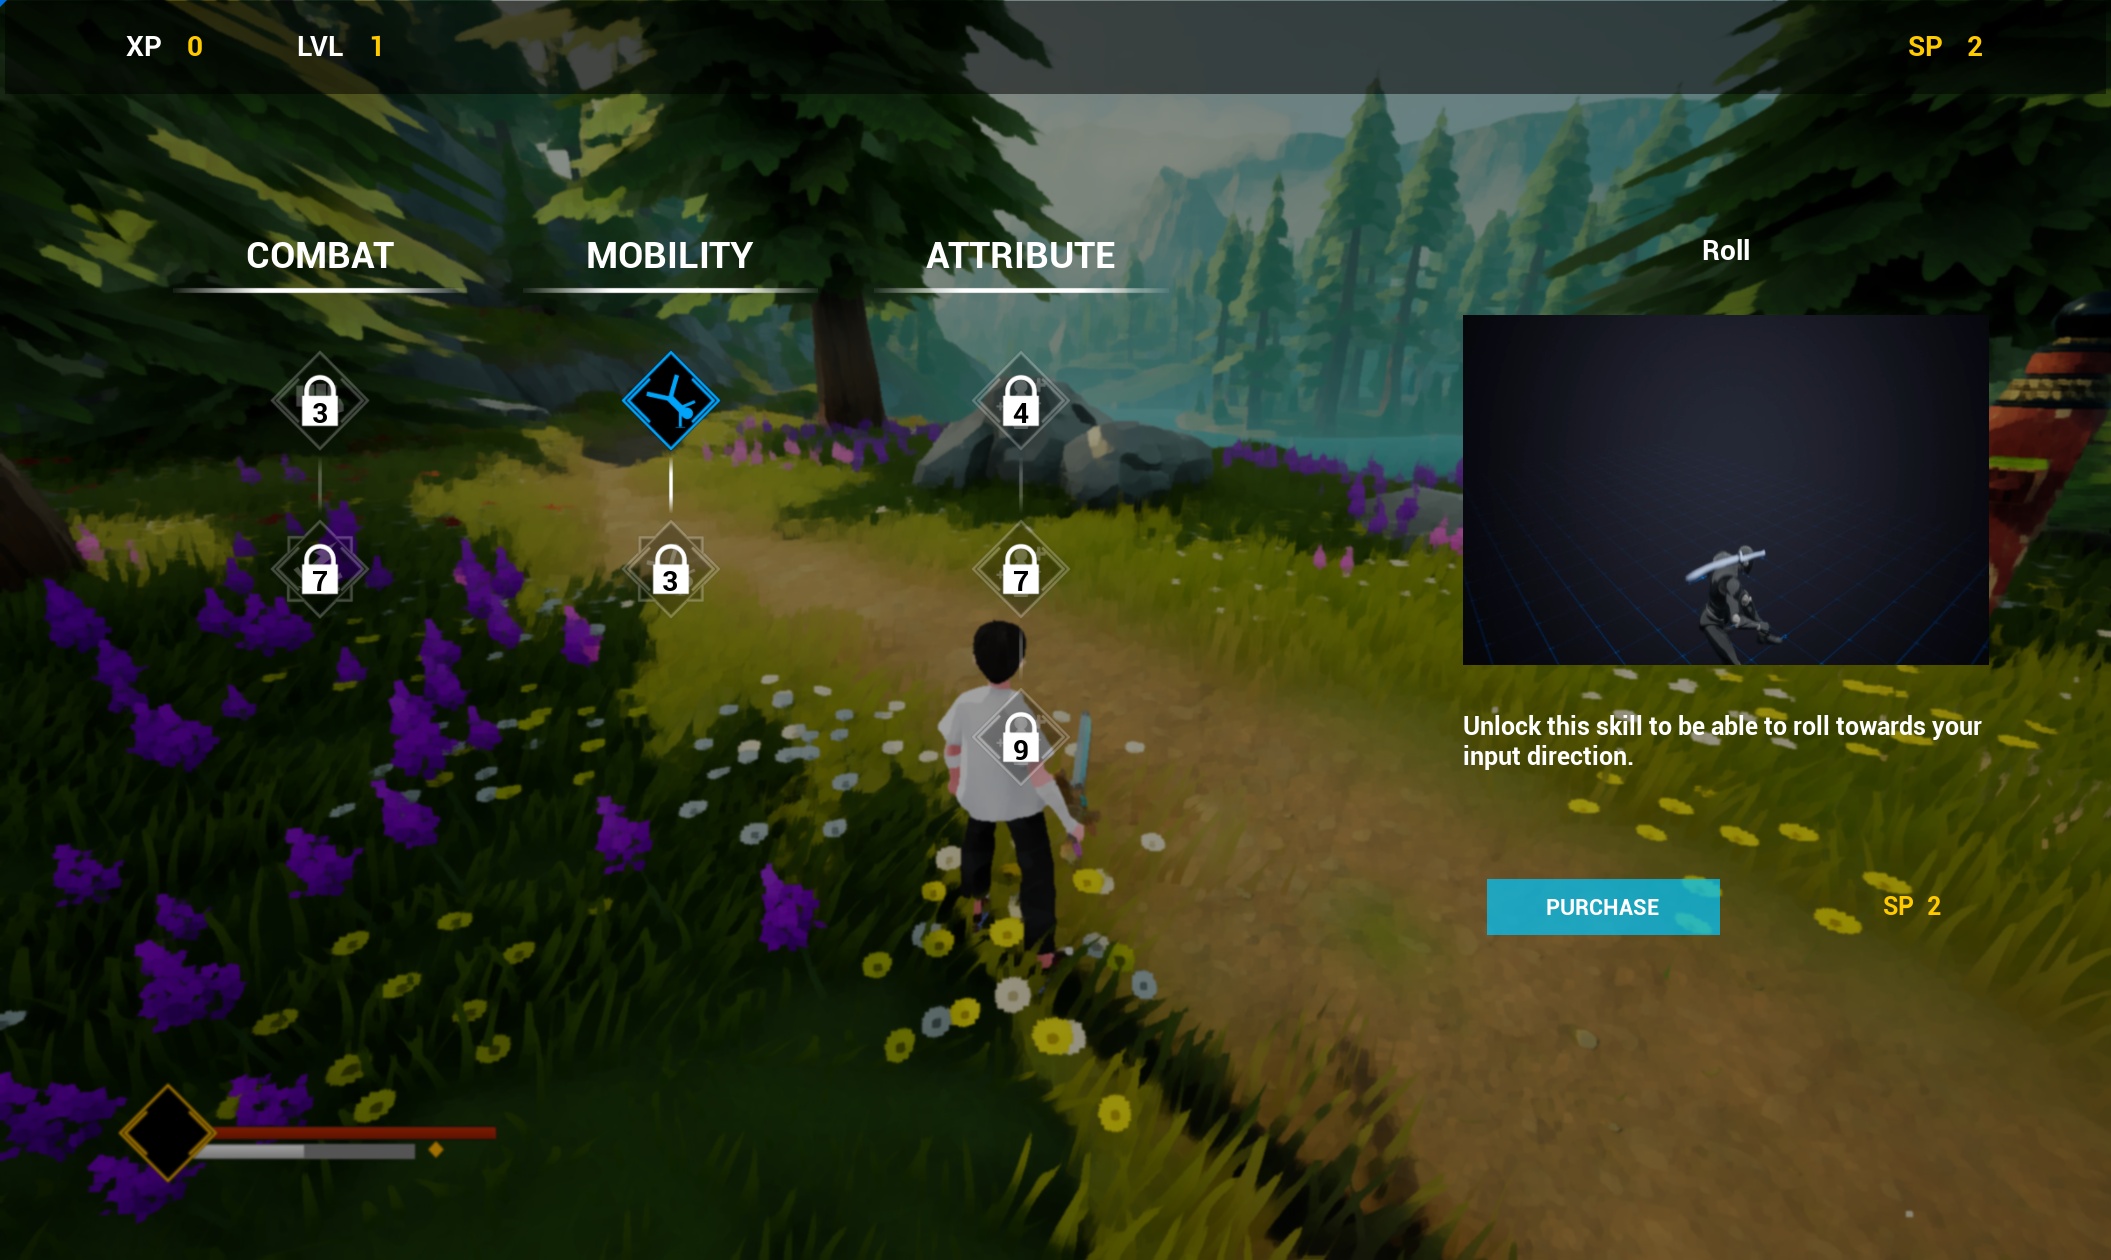 XP 0 LVL 1 SP 2
COMBAT MOBILITY ATTRIBUTE
Roll
3 4
7 3 7
9
Unlock this skill to be able to roll towards your
input direction.
PURCHASE SP 2